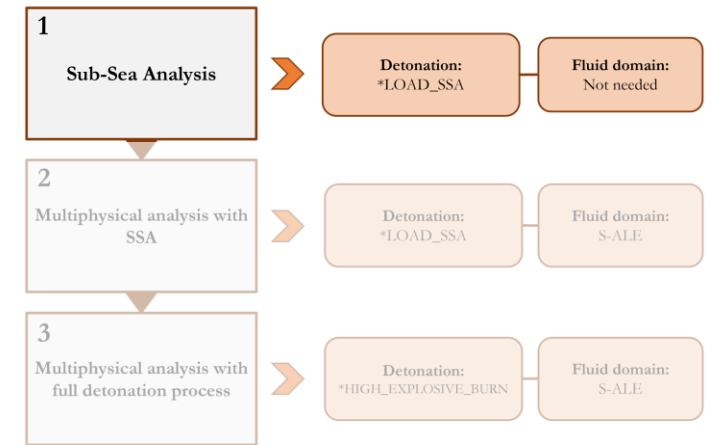 1
Sub-Sea Analysis
Detonation:
*LOAD_SSA
Fluid domain:
Not needed
2
Multiphysical analysis with
SSA
Detonation:
*LOAD_SSA
Fluid domain:
S-ALE
3
Multiphysical analysis with
full detonation process
Detonation:
*HIGH_EXPLOSIVE_BURN
Fluid domain:
S-ALE